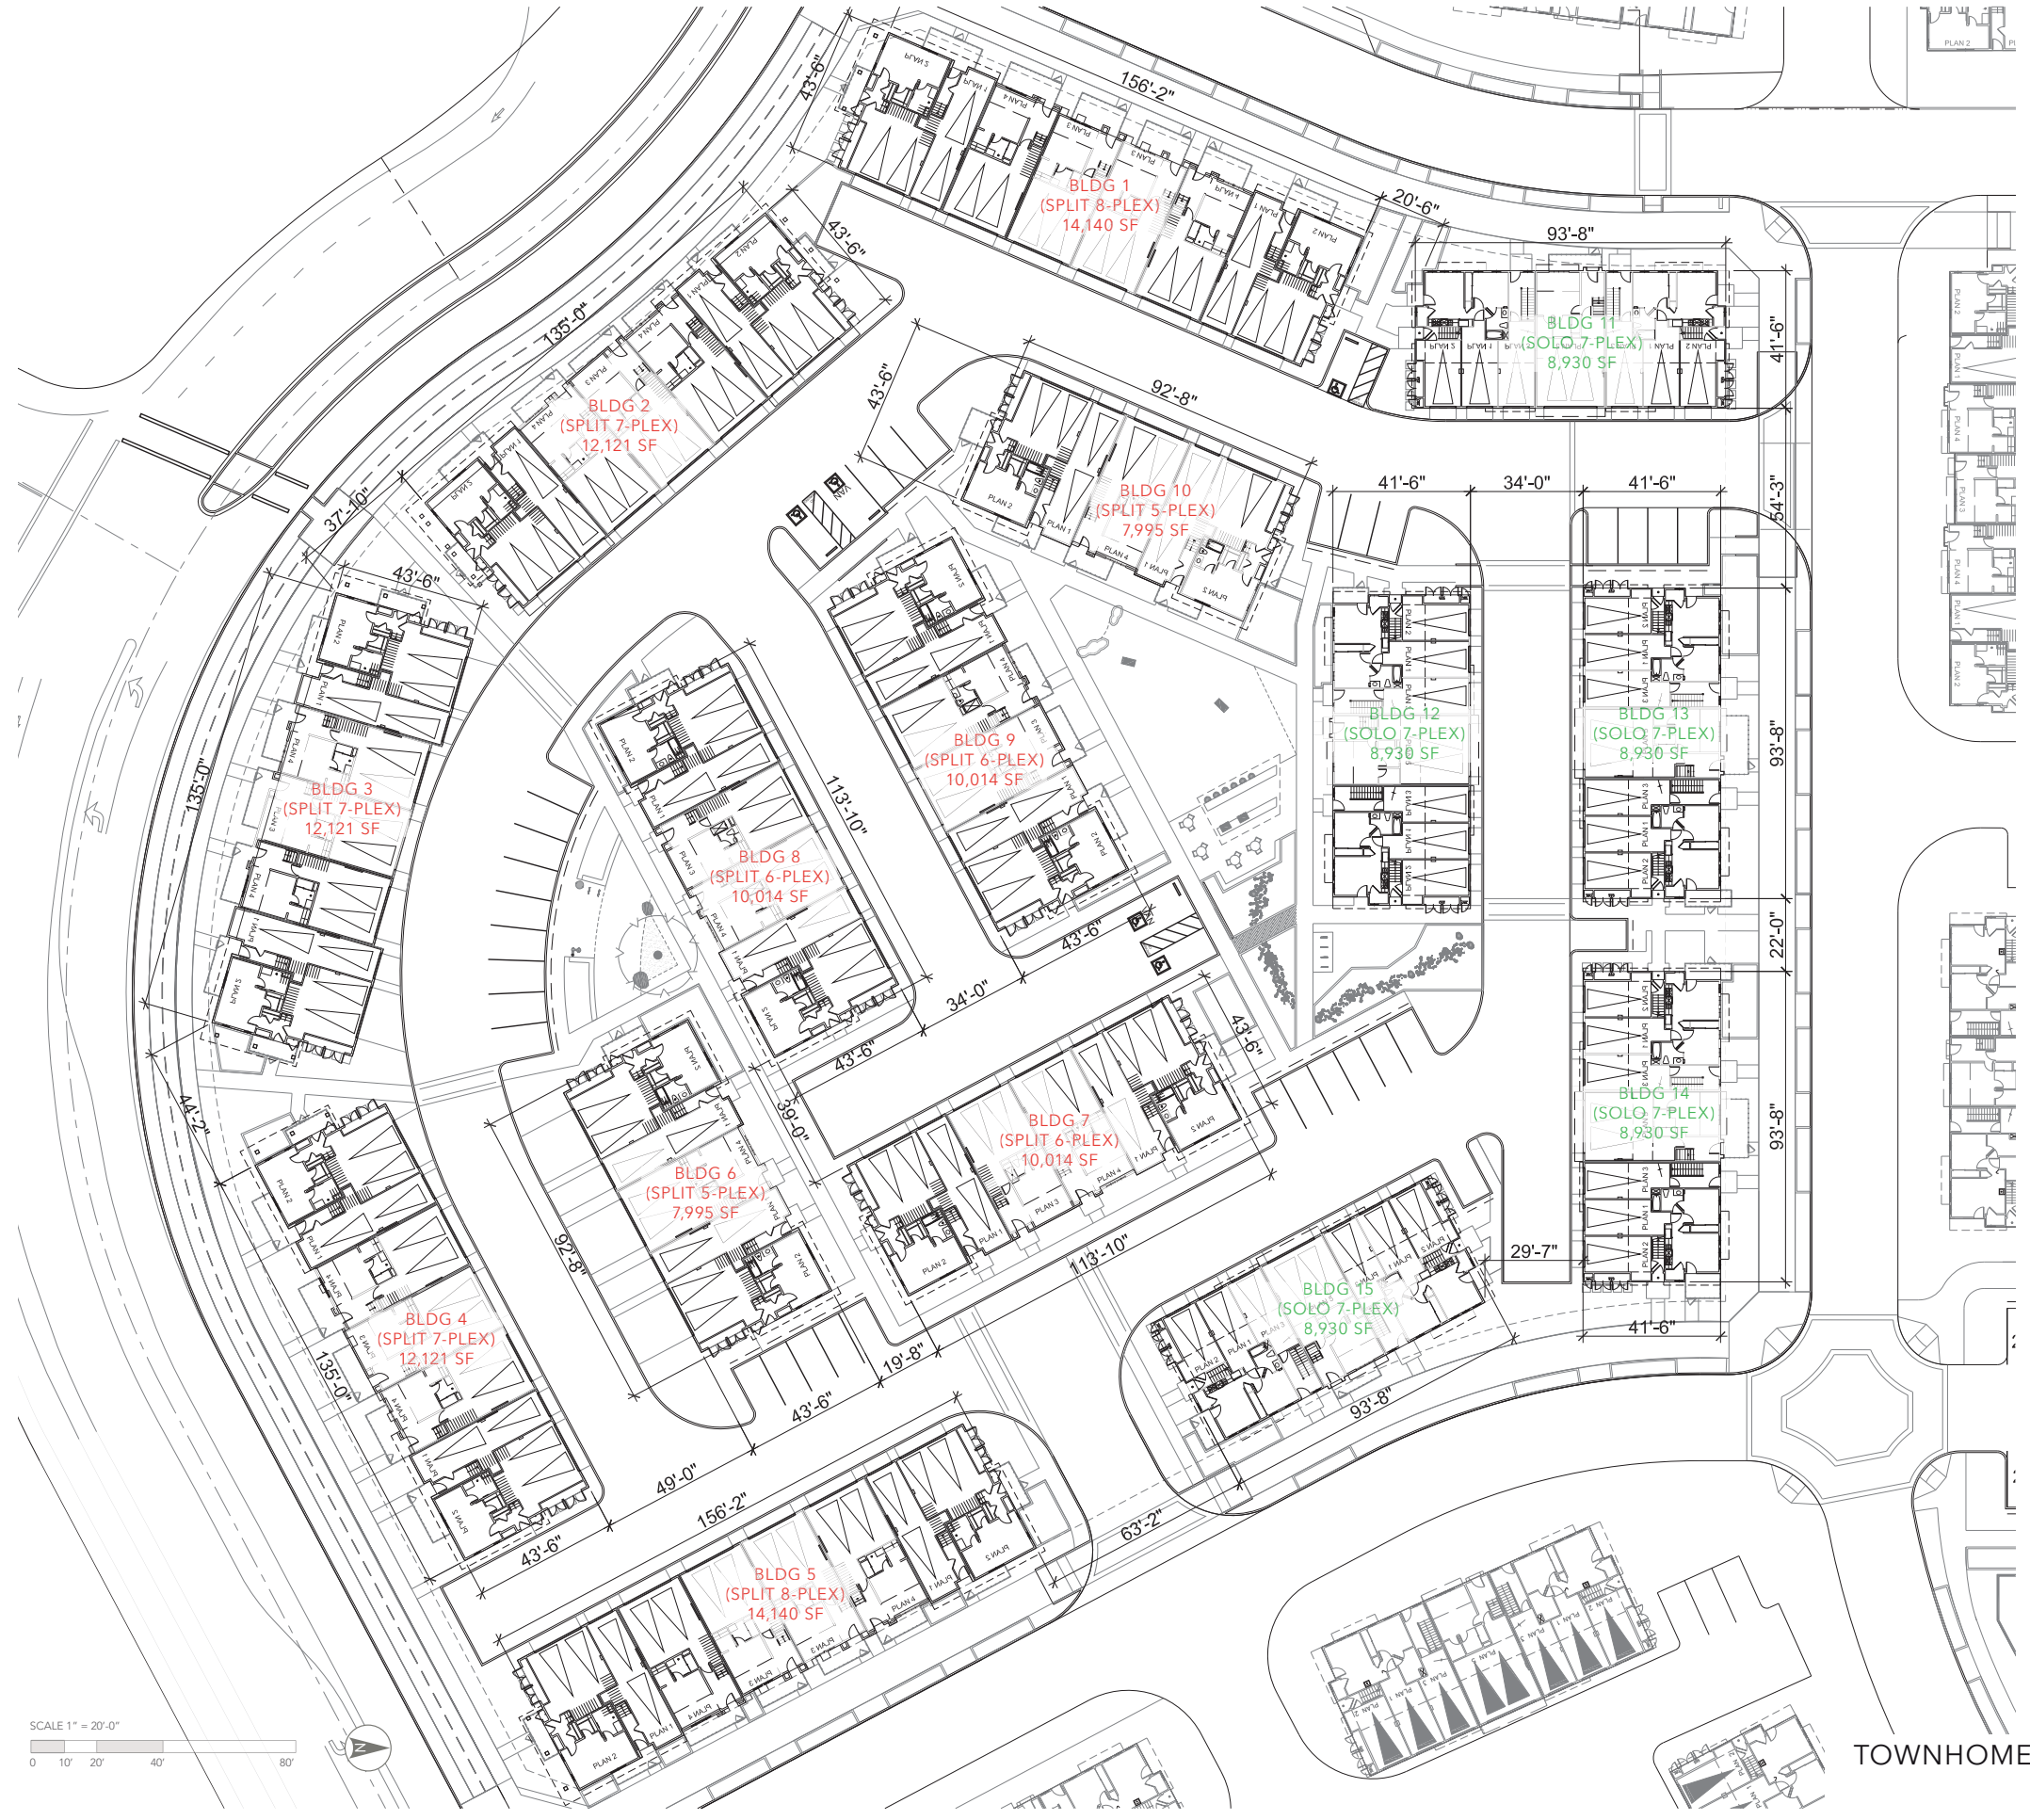 156'-2"
43'-6"
BLDG 1
(SPLIT 8-PLEX)
14,140 SF
20'-6"
93'-8"
41'-6"
BLDG 11
(SOLO 7-PLEX)
8,930 SF
43'-6"
135'-0"
BLDG 2
(SPLIT 7-PLEX)
12,121 SF
37'-10"
43'-6"
92'-8"
BLDG 10
(SPLIT 5-PLEX)
7,995 SF
VAN
41'-6"
34'-0"
41'-6"
54'-3"
43'-6"
135'-0"
BLDG 3
(SPLIT 7-PLEX)
12,121 SF
BLDG 9
(SPLIT 6-PLEX)
10,014 SF
BLDG 12
(SOLO 7-PLEX)
8,930 SF
BLDG 13
(SOLO 7-PLEX)
8,930 SF
93'-8"
113'-10"
BLDG 8
(SPLIT 6-PLEX)
10,014 SF
43'-6"
VAN
34'-0"
43'-6"
22'-0"
44'-2"
39'-0"
43'-6"
BLDG 7
(SPLIT 6-PLEX)
10,014 SF
BLDG 14
(SOLO 7-PLEX)
8,930 SF
93'-8"
BLDG 6
(SPLIT 5-PLEX)
7,995 SF
92'-8"
113'-10"
29'-7"
BLDG 15
(SOLO 7-PLEX)
8,930 SF
41'-6"
BLDG 4
(SPLIT 7-PLEX)
12,121 SF
135'-0"
19'-8"
43'-6"
93'-8"
49'-0"
156'-2"
43'-6"
63'-2"
BLDG 5
(SPLIT 8-PLEX)
14,140 SF
PLAN 2
PLAN 1
PLAN 4
PLAN 3
SCALE 1" = 20'-0"
0 10' 20' 40' 80'
N
TOWNHOME